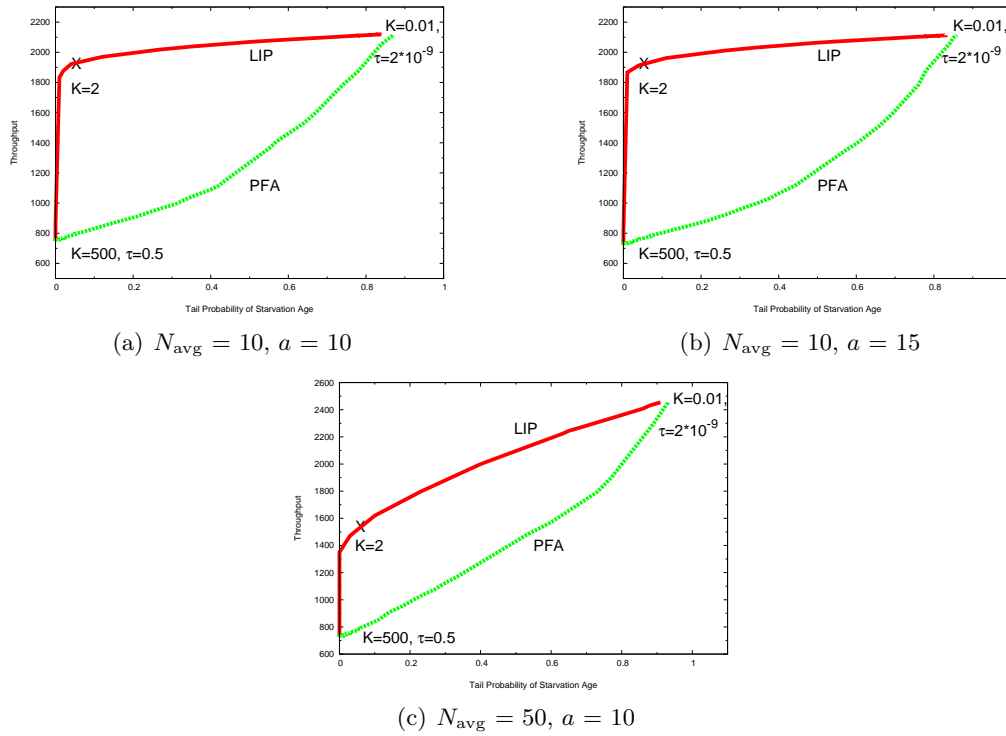 2200
2000
1800
1600
1400
1200
1000
800
600
Throughput
X
K=2
LIP
PFA
K=0.01,
τ=2*10⁻⁹
K=500, τ=0.5
0 0.2 0.4 0.6 0.8 1
Tail Probability of Starvation Age
(a) N_avg = 10, a = 10
2200
2000
1800
1600
1400
1200
1000
800
600
Throughput
X
K=2
LIP
PFA
K=0.01,
τ=2*10⁻⁹
K=500, τ=0.5
0 0.2 0.4 0.6 0.8
Tail Probability of Starvation Age
(b) N_avg = 10, a = 15
2600
2400
2200
2000
1800
1600
1400
1200
1000
800
600
Throughput
X
K=2
LIP
PFA
K=0.01,
τ=2*10⁻⁹
K=500, τ=0.5
0 0.2 0.4 0.6 0.8 1
Tail Probability of Starvation Age
(c) N_avg = 50, a = 10